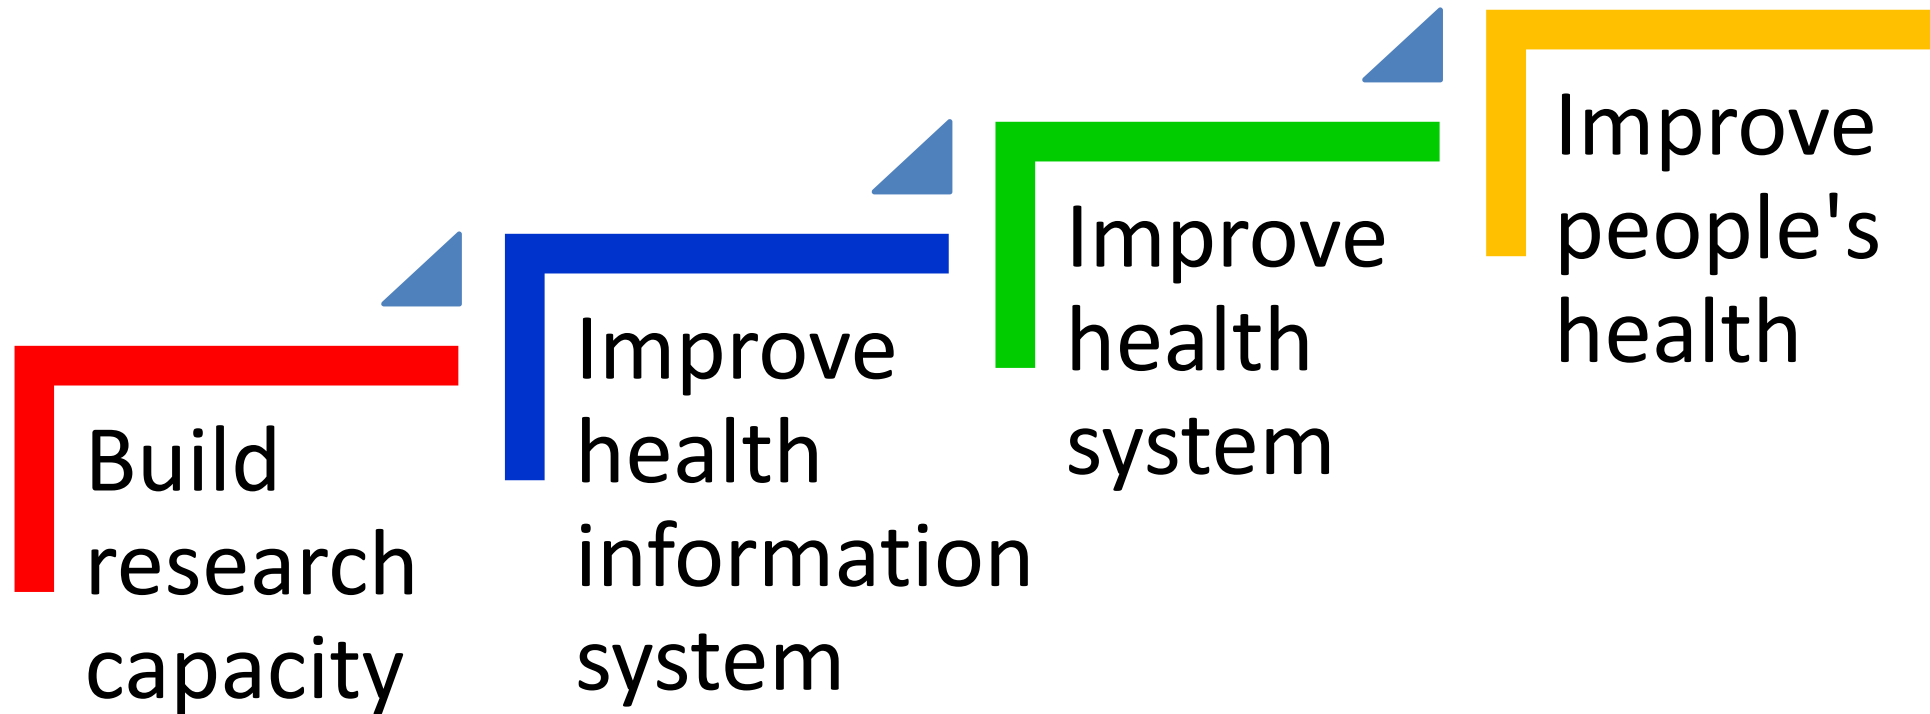 Build
research
capacity
Improve
health
information
system
Improve
health
system
Improve
people's
health